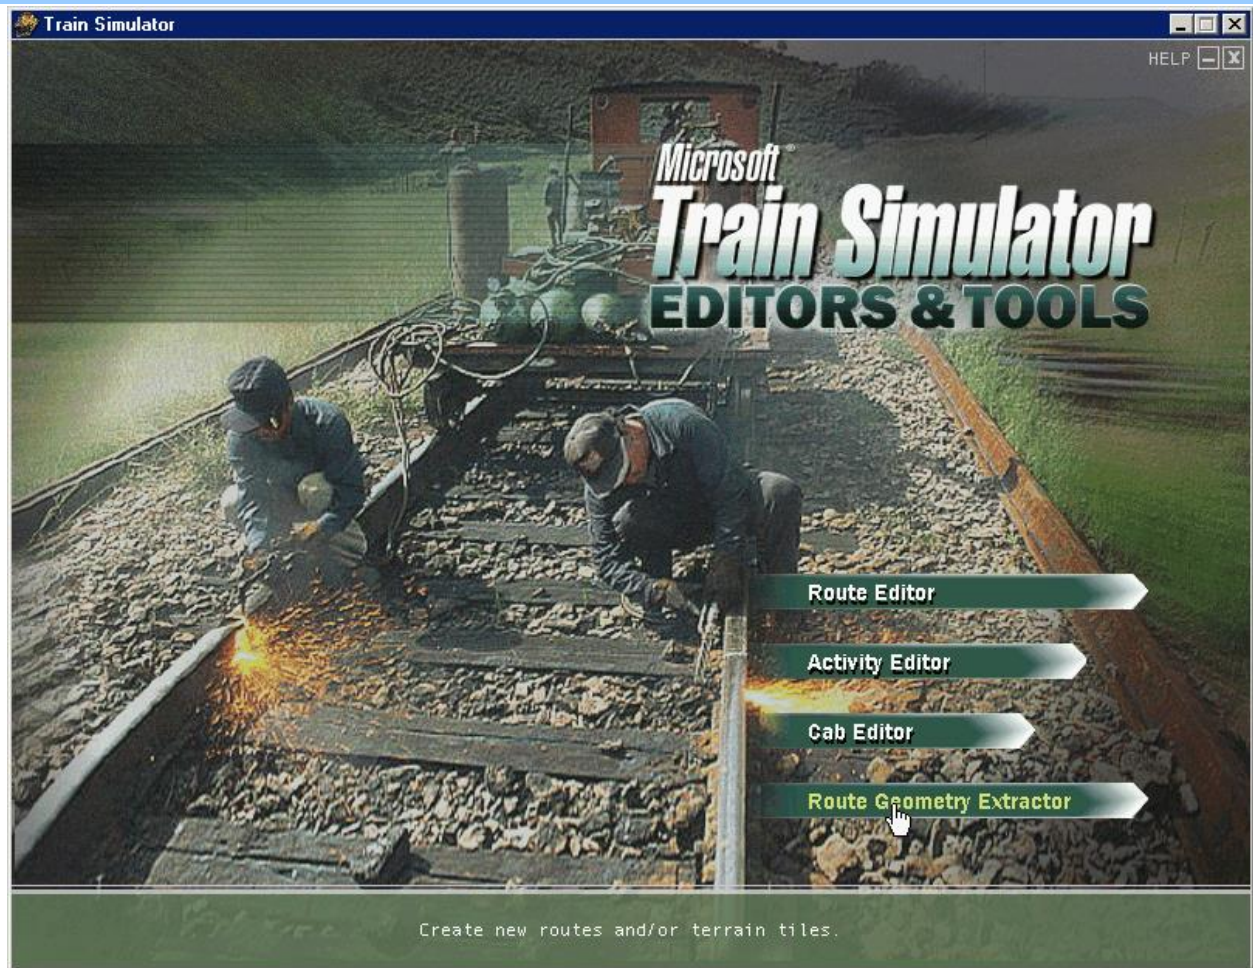 Train Simulator
HELP
Microsoft®
Train Simulator
EDITORS & TOOLS
Route Editor
Activity Editor
Cab Editor
Route Geometry Extractor
Create new routes and/or terrain tiles.